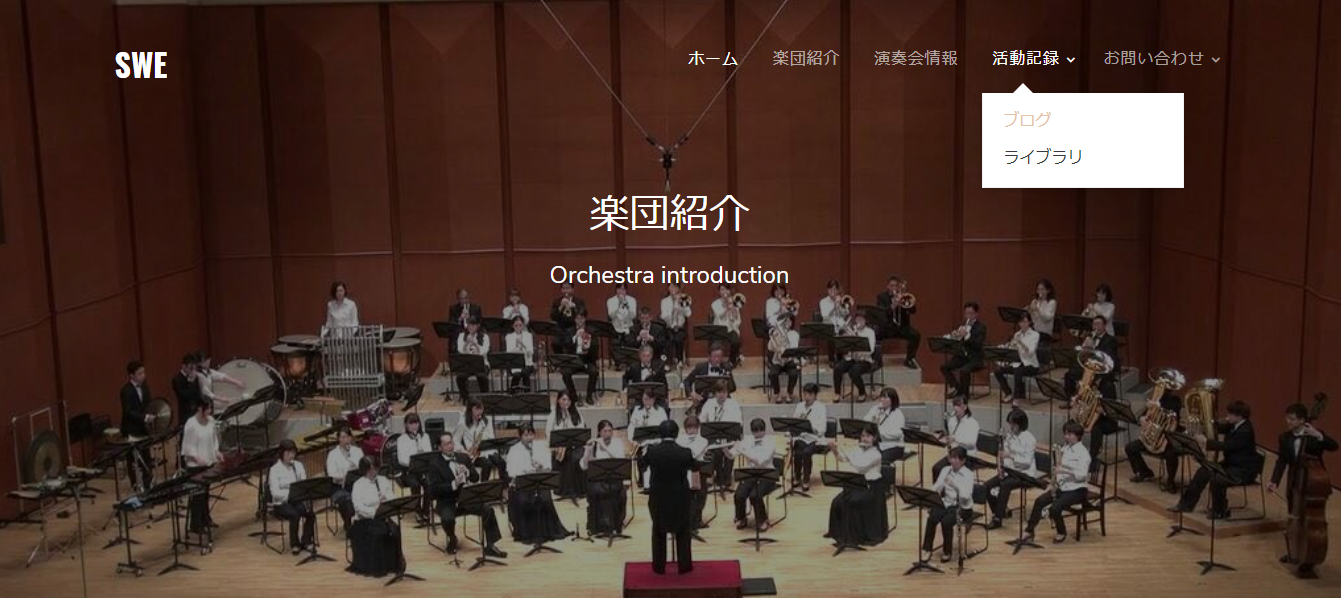 SWE
ホーム 楽団紹介 演奏会情報 活動記録 お問い合わせ
ブログ
ライブラリ
楽団紹介
Orchestra introduction